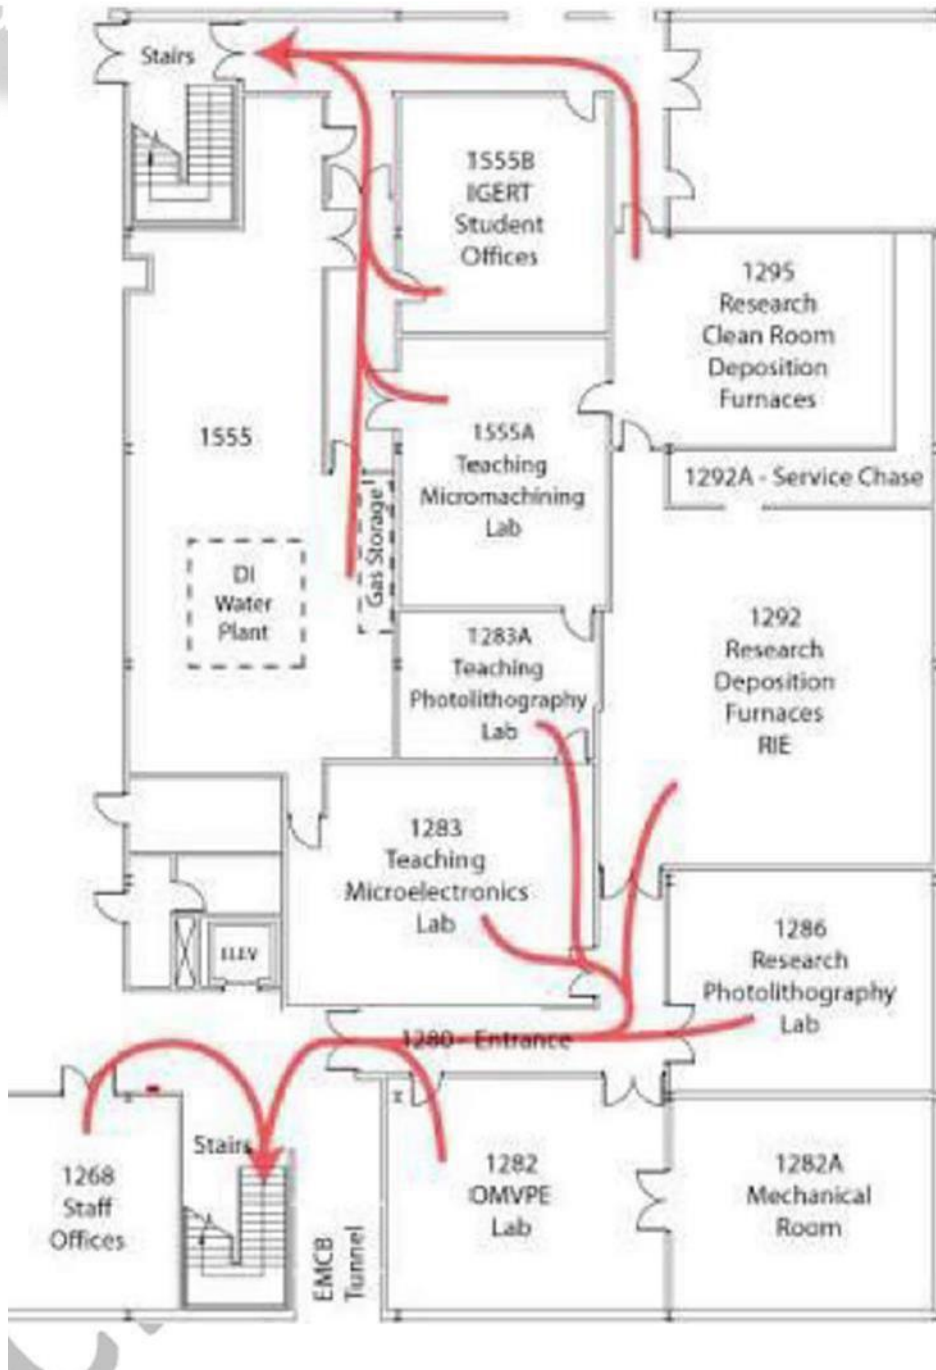 Stairs
1555B
IGERT
Student
Offices
1295
Research
Clean Room
Deposition
Furnaces
1555
1555A
Teaching
Micromachining
Lab
1292A - Service Chase
Gas Storage
DI
Water
Plant
1283A
Teaching
Photolithography
Lab
1292
Research
Deposition
Furnaces
RIE
1283
Teaching
Microelectronics
Lab
ELEV
1286
Research
Photolithography
Lab
1280 - Entrance
Stairs
1268
Staff
Offices
EMCB
Tunnel
1282
OMVPE
Lab
1282A
Mechanical
Room